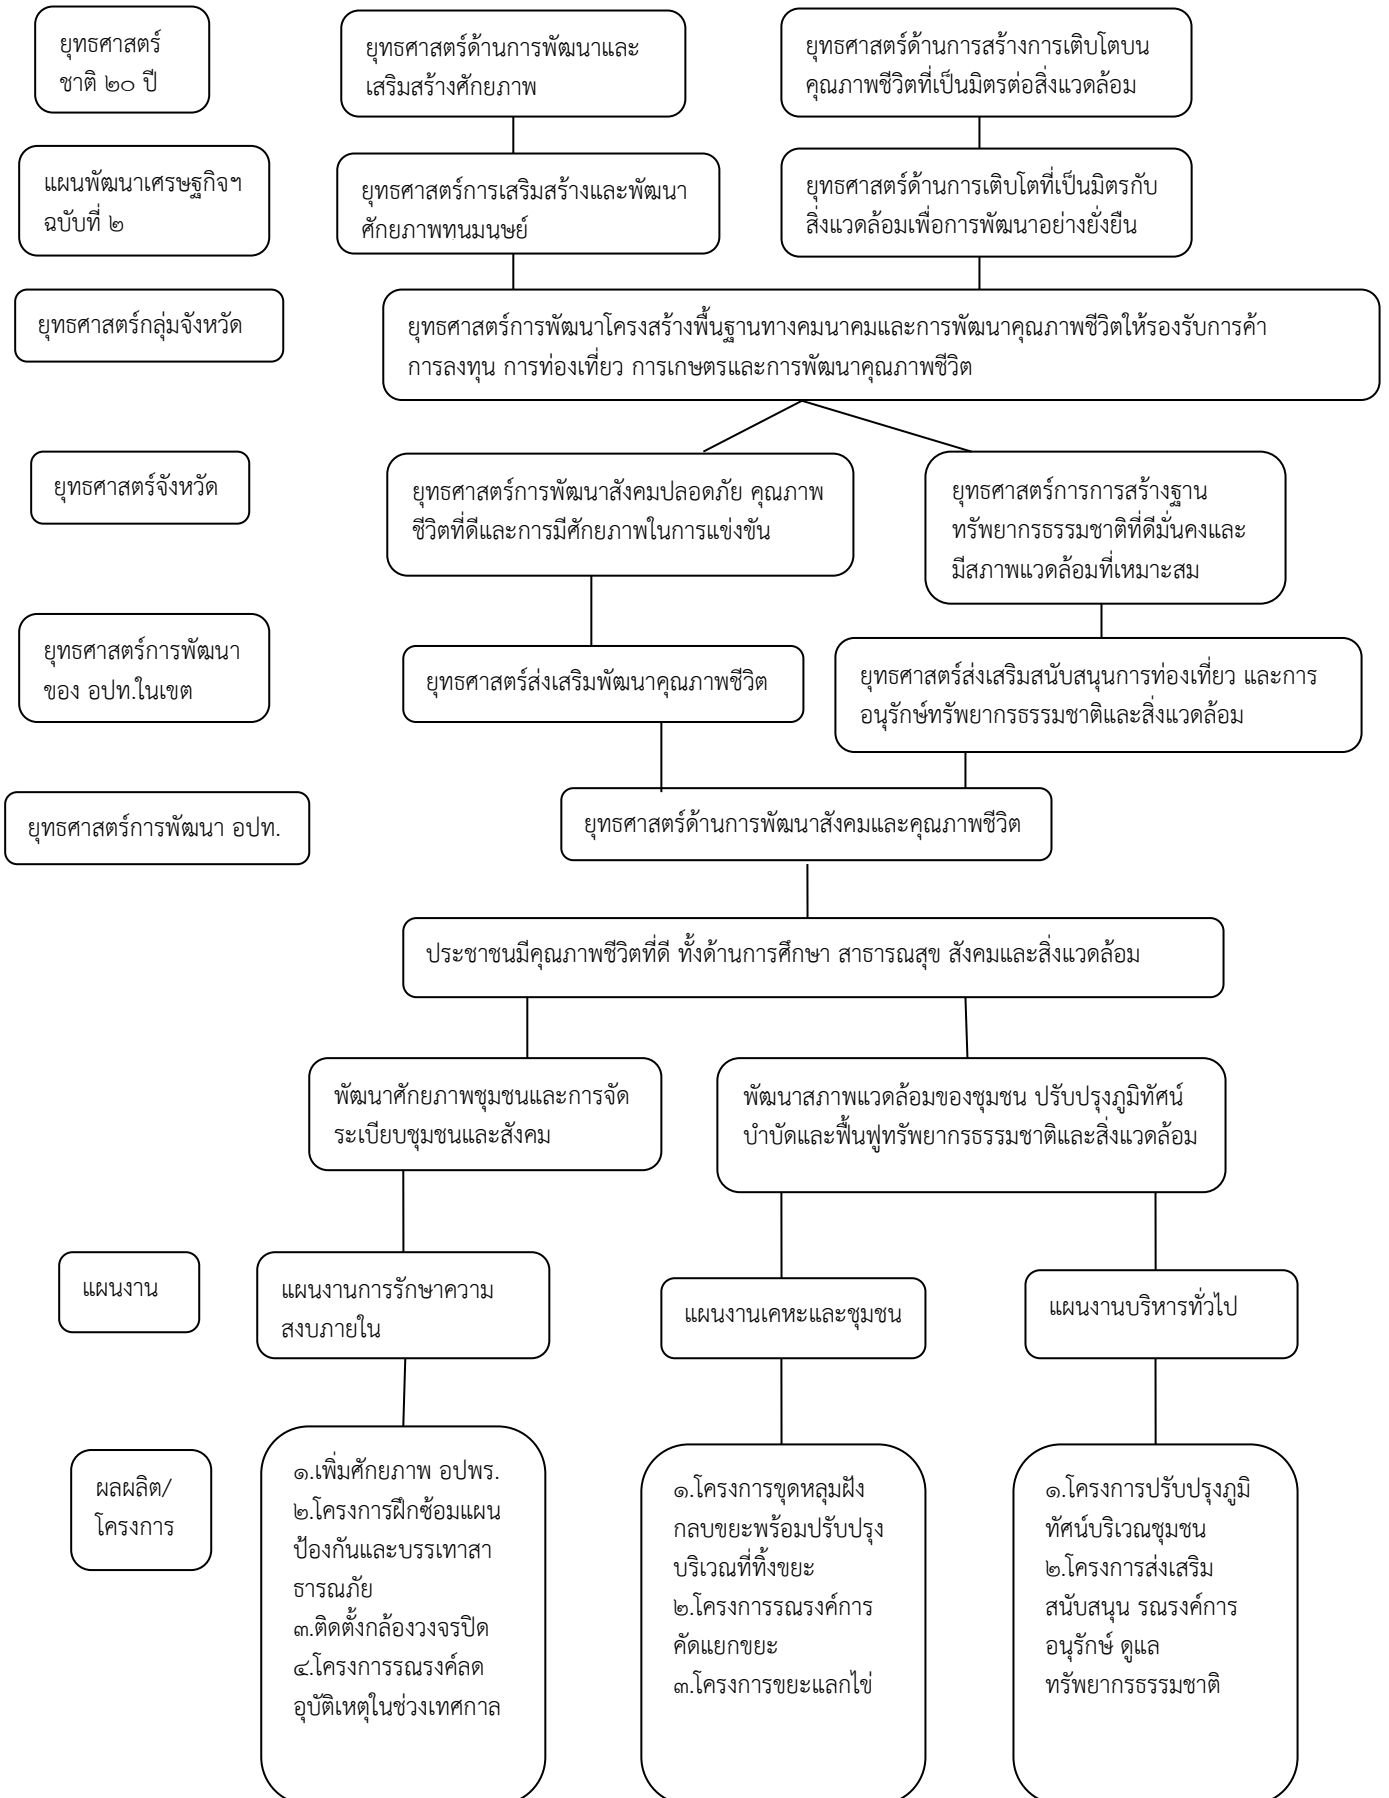 ยุทธศาสตร์
ชาติ ๒๐ ปี
ยุทธศาสตร์ด้านการพัฒนาและ
เสริมสร้างศักยภาพ
ยุทธศาสตร์ด้านการสร้างการเติบโตบน
คุณภาพชีวิตที่เป็นมิตรต่อสิ่งแวดล้อม
แผนพัฒนาเศรษฐกิจฯ
ฉบับที่ ๒
ยุทธศาสตร์การเสริมสร้างและพัฒนา
ศักยภาพทุนมนุษย์
ยุทธศาสตร์ด้านการเติบโตที่เป็นมิตรกับ
สิ่งแวดล้อมเพื่อการพัฒนาอย่างยั่งยืน
ยุทธศาสตร์กลุ่มจังหวัด
ยุทธศาสตร์การพัฒนาโครงสร้างพื้นฐานทางคมนาคมและการพัฒนาคุณภาพชีวิตให้รองรับการค้า
การลงทุน การท่องเที่ยว การเกษตรและการพัฒนาคุณภาพชีวิต
ยุทธศาสตร์จังหวัด
ยุทธศาสตร์การพัฒนาสังคมปลอดภัย คุณภาพ
ชีวิตที่ดีและการมีศักยภาพในการแข่งขัน
ยุทธศาสตร์การการสร้างฐาน
ทรัพยากรธรรมชาติที่ดีมั่นคงและ
มีสภาพแวดล้อมที่เหมาะสม
ยุทธศาสตร์การพัฒนา
ของ อปท.ในเขต
ยุทธศาสตร์ส่งเสริมพัฒนาคุณภาพชีวิต
ยุทธศาสตร์ส่งเสริมสนับสนุนการท่องเที่ยว และการ
อนุรักษ์ทรัพยากรธรรมชาติและสิ่งแวดล้อม
ยุทธศาสตร์การพัฒนา อปท.
ยุทธศาสตร์ด้านการพัฒนาสังคมและคุณภาพชีวิต
ประชาชนมีคุณภาพชีวิตที่ดี ทั้งด้านการศึกษา สาธารณสุข สังคมและสิ่งแวดล้อม
พัฒนาศักยภาพชุมชนและการจัด
ระเบียบชุมชนและสังคม
พัฒนาสภาพแวดล้อมของชุมชน ปรับปรุงภูมิทัศน์
บำบัดและฟื้นฟูทรัพยากรธรรมชาติและสิ่งแวดล้อม
แผนงาน
แผนงานการรักษาความ
สงบภายใน
แผนงานเคหะและชุมชน
แผนงานบริหารทั่วไป
ผลผลิต/
โครงการ
๑.เพิ่มศักยภาพ อปพร.
๒.โครงการฝึกซ้อมแผน
ป้องกันและบรรเทาสา
ธารณภัย
๓.ติดตั้งกล้องวงจรปิด
๔.โครงการรณรงค์ลด
อุบัติเหตุในช่วงเทศกาล
๑.โครงการขุดหลุมฝัง
กลบขยะพร้อมปรับปรุง
บริเวณที่ทิ้งขยะ
๒.โครงการรณรงค์การ
คัดแยกขยะ
๓.โครงการขยะแลกไข่
๑.โครงการปรับปรุงภูมิ
ทัศน์บริเวณชุมชน
๒.โครงการส่งเสริม
สนับสนุน รณรงค์การ
อนุรักษ์ ดูแล
ทรัพยากรธรรมชาติ